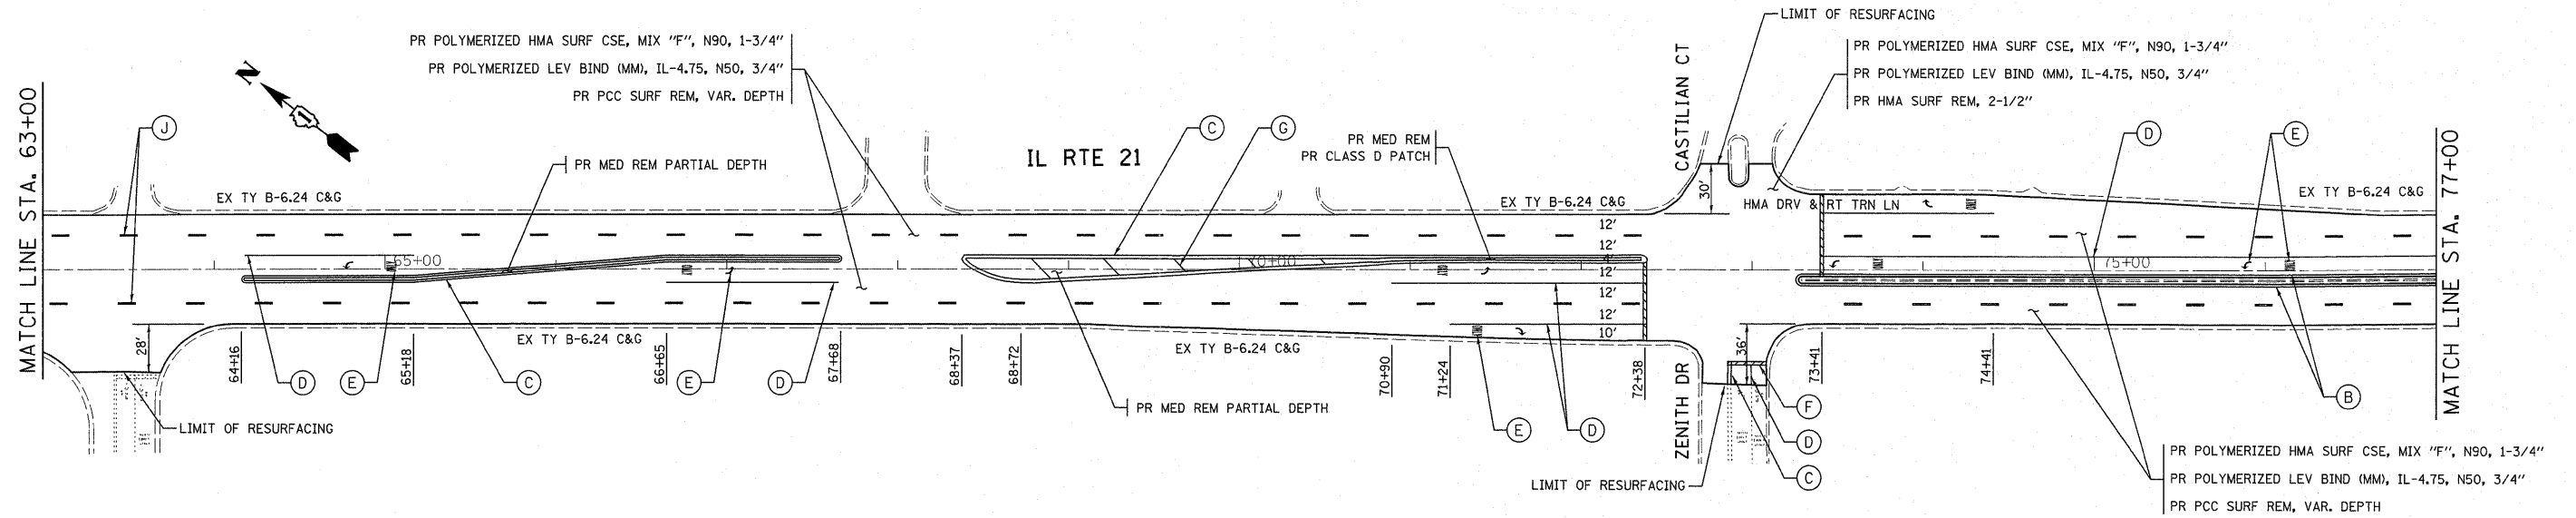 LIMIT OF RESURFACING
PR POLYMERIZED HMA SURF CSE, MIX "F", N90, 1-3/4"
PR POLYMERIZED LEV BIND (MM), IL-4.75, N50, 3/4"
PR PCC SURF REM, VAR. DEPTH
PR POLYMERIZED HMA SURF CSE, MIX "F", N90, 1-3/4"
PR POLYMERIZED LEV BIND (MM), IL-4.75, N50, 3/4"
PR HMA SURF REM, 2-1/2"
N
MATCH LINE STA. 63+00
J
PR MED REM PARTIAL DEPTH
EX TY B-6.24 C&G
IL RTE 21
C
G
PR MED REM
PR CLASS D PATCH
CASTILIAN CT
30'
D
E
EX TY B-6.24 C&G
EX TY B-6.24 C&G
HMA DRV & RT TRN LN
MATCH LINE STA. 77+00
12'
12'
4'
12'
12'
12'
10'
65+00
70+00
75+00
ONLY
ONLY
ONLY
ONLY
ONLY
ONLY
ONLY
28'
EX TY B-6.24 C&G
EX TY B-6.24 C&G
36'
64+16
65+18
66+65
67+68
68+37
68+72
70+90
71+24
72+38
73+41
74+41
D
E
C
E
D
PR MED REM PARTIAL DEPTH
E
D
ZENITH DR
F
D
C
B
LIMIT OF RESURFACING
LIMIT OF RESURFACING
PR POLYMERIZED HMA SURF CSE, MIX "F", N90, 1-3/4"
PR POLYMERIZED LEV BIND (MM), IL-4.75, N50, 3/4"
PR PCC SURF REM, VAR. DEPTH